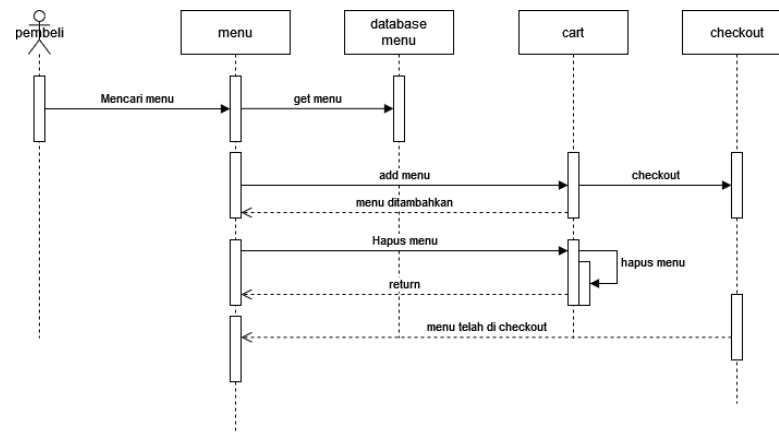 pembeli
menu
database
menu
cart
checkout
Mencari menu
get menu
add menu
checkout
menu ditambahkan
Hapus menu
hapus menu
return
menu telah di checkout